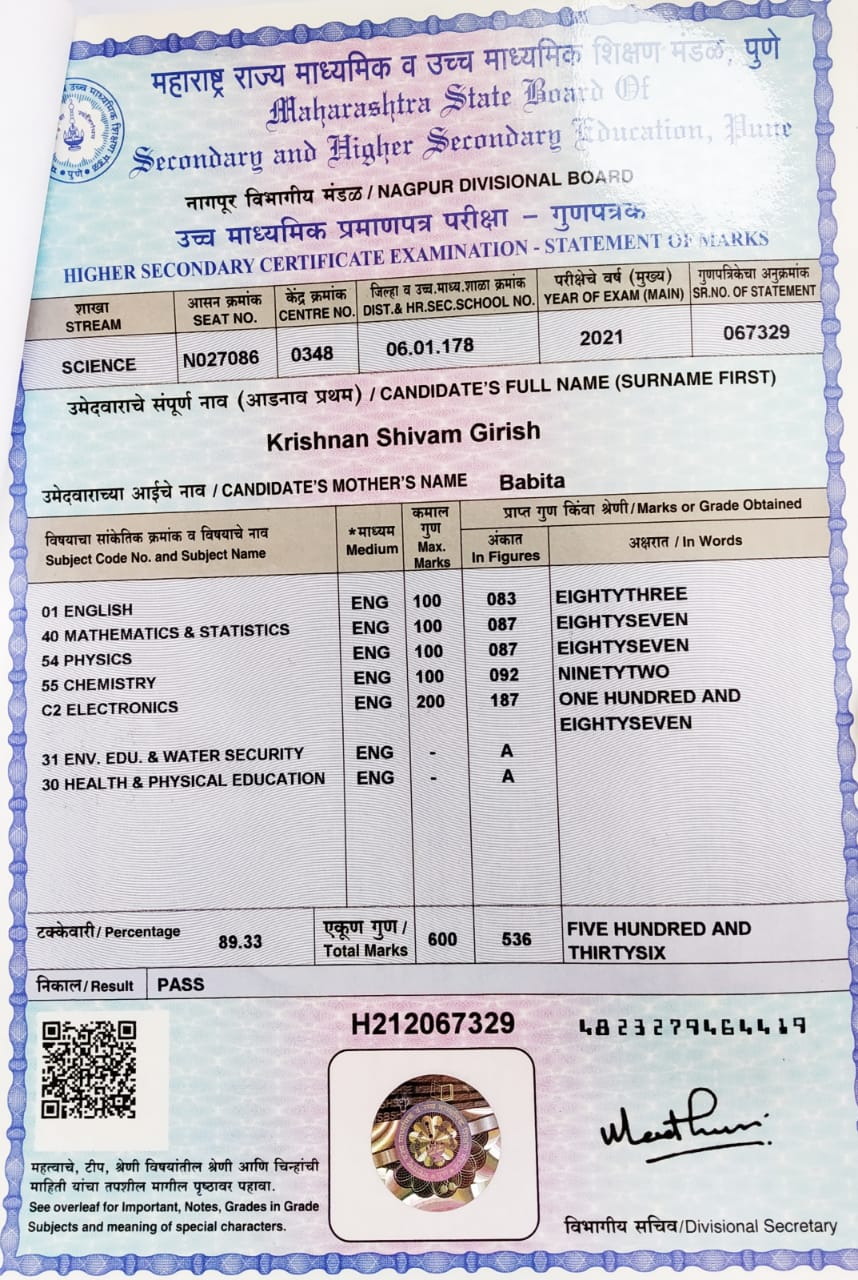 महाराष्ट्र राज्य माध्यमिक व उच्च माध्यमिक शिक्षण मंडळ, पुणे
Maharashtra State Board Of
Secondary and Higher Secondary Education, Pune
नागपूर विभागीय मंडळ / NAGPUR DIVISIONAL BOARD
उच्च माध्यमिक प्रमाणपत्र परीक्षा - गुणपत्रक
HIGHER SECONDARY CERTIFICATE EXAMINATION - STATEMENT OF MARKS
शाखा आसन क्रमांक केंद्र क्रमांक जिल्हा व उच्च.माध्य.शाळा क्रमांक परीक्षेचे वर्ष (मुख्य) गुणपत्रिकेचा अनुक्रमांक
STREAM SEAT NO. CENTRE NO. DIST.& HR.SEC.SCHOOL NO. YEAR OF EXAM (MAIN) SR.NO. OF STATEMENT
SCIENCE N027086 0348 06.01.178 2021 067329
उमेदवाराचे संपूर्ण नाव (आडनाव प्रथम) / CANDIDATE'S FULL NAME (SURNAME FIRST)
Krishnan Shivam Girish
उमेदवाराच्या आईचे नाव / CANDIDATE'S MOTHER'S NAME Babita
विषयाचा सांकेतिक क्रमांक व विषयाचे नाव
Subject Code No. and Subject Name
*माध्यम
Medium
कमाल
गुण
Max.
Marks
प्राप्त गुण किंवा श्रेणी/Marks or Grade Obtained
अंकात
In Figures
अक्षरात / In Words
01 ENGLISH ENG 100 083 EIGHTYTHREE
40 MATHEMATICS & STATISTICS ENG 100 087 EIGHTYSEVEN
54 PHYSICS ENG 100 087 EIGHTYSEVEN
55 CHEMISTRY ENG 100 092 NINETYTWO
C2 ELECTRONICS ENG 200 187 ONE HUNDRED AND
EIGHTYSEVEN
31 ENV. EDU. & WATER SECURITY ENG - A
30 HEALTH & PHYSICAL EDUCATION ENG - A
टक्केवारी/ Percentage 89.33
एकूण गुण /
Total Marks
600 536 FIVE HUNDRED AND
THIRTYSIX
निकाल/ Result PASS
H212067329 4823279464419
महत्वाचे, टीप, श्रेणी विषयांतील श्रेणी आणि चिन्हांची
माहिती यांचा तपशील मागील पृष्ठावर पहावा.
See overleaf for Important, Notes, Grades in Grade
Subjects and meaning of special characters.
विभागीय सचिव/Divisional Secretary